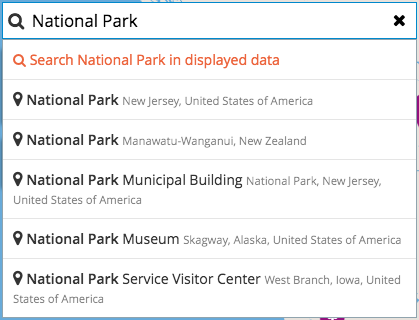 National Park
Search National Park in displayed data
National Park New Jersey, United States of America
National Park Manawatu-Wanganui, New Zealand
National Park Municipal Building National Park, New Jersey,
United States of America
National Park Museum Skagway, Alaska, United States of America
National Park Service Visitor Center West Branch, Iowa, United
States of America